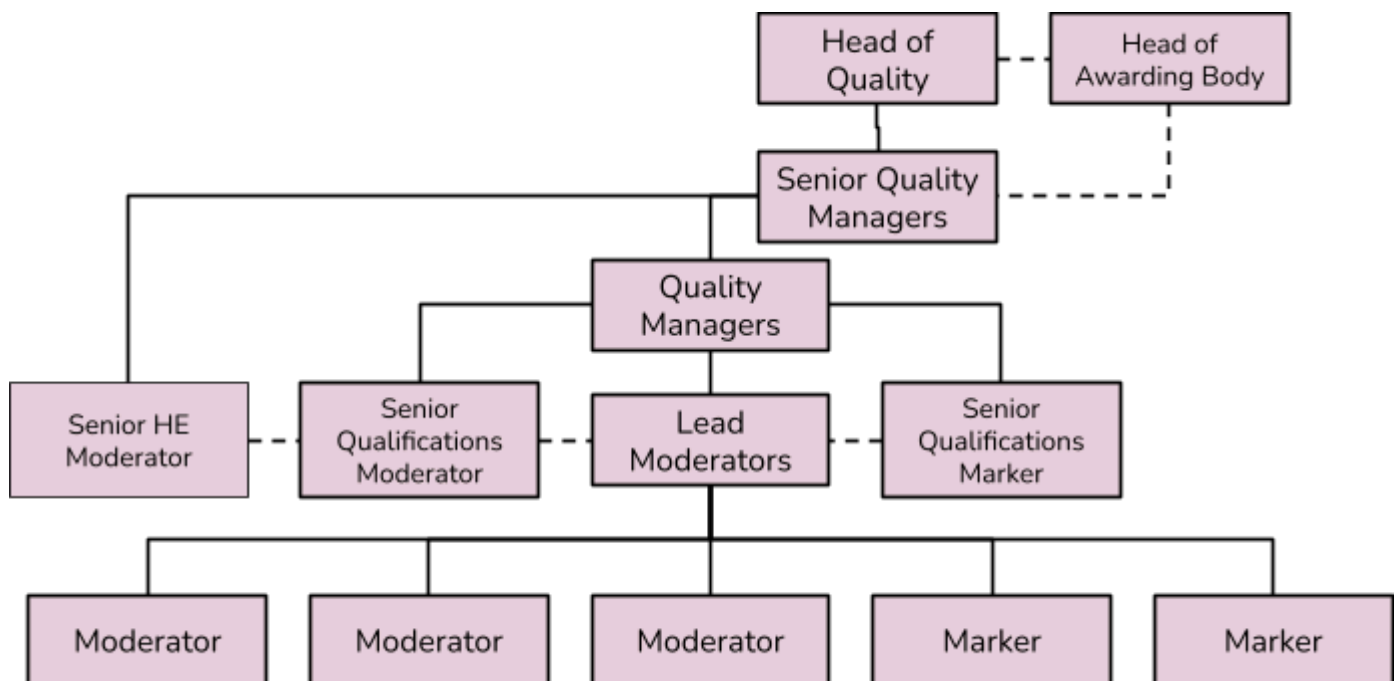 Head of
Quality
Head of
Awarding Body
Senior Quality
Managers
Quality
Managers
Senior HE
Moderator
Senior
Qualifications
Moderator
Lead
Moderators
Senior
Qualifications
Marker
Moderator
Moderator
Moderator
Marker
Marker